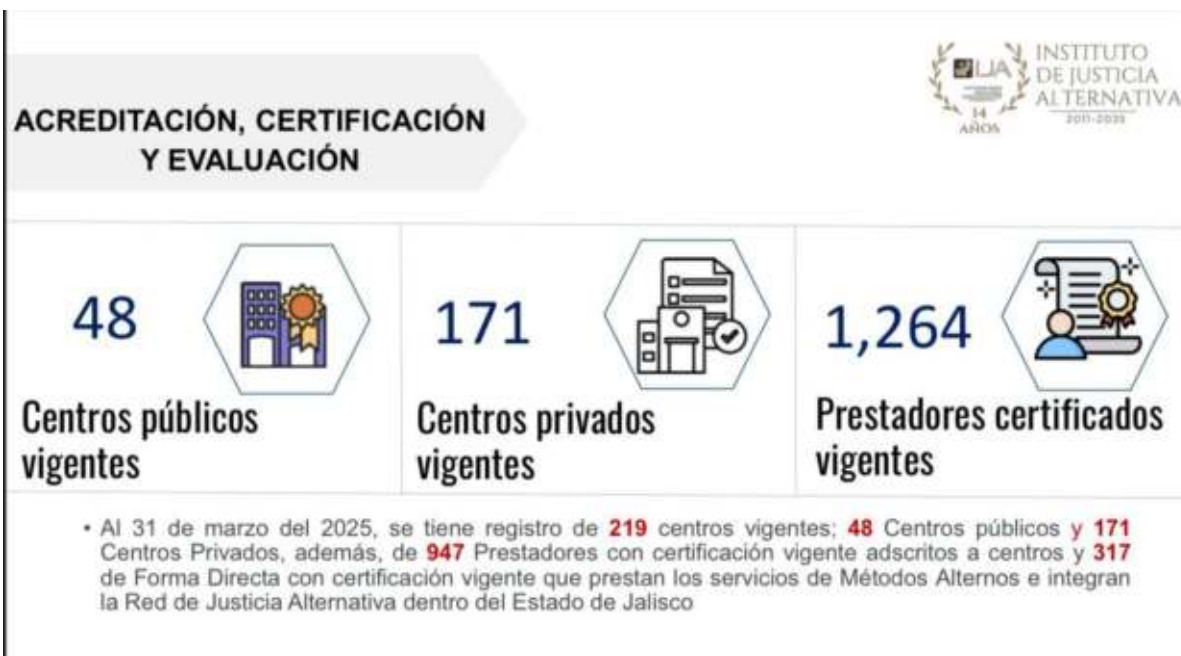 INSTITUTO
DE JUSTICIA
ALTERNATIVA
IJA
14
AÑOS
ACREDITACIÓN, CERTIFICACIÓN
Y EVALUACIÓN
48
Centros públicos
vigentes
171
Centros privados
vigentes
1,264
Prestadores certificados
vigentes
• Al 31 de marzo del 2025, se tiene registro de 219 centros vigentes; 48 Centros públicos y 171
Centros Privados, además, de 947 Prestadores con certificación vigente adscritos a centros y 317
de Forma Directa con certificación vigente que prestan los servicios de Métodos Alternos e integran
la Red de Justicia Alternativa dentro del Estado de Jalisco